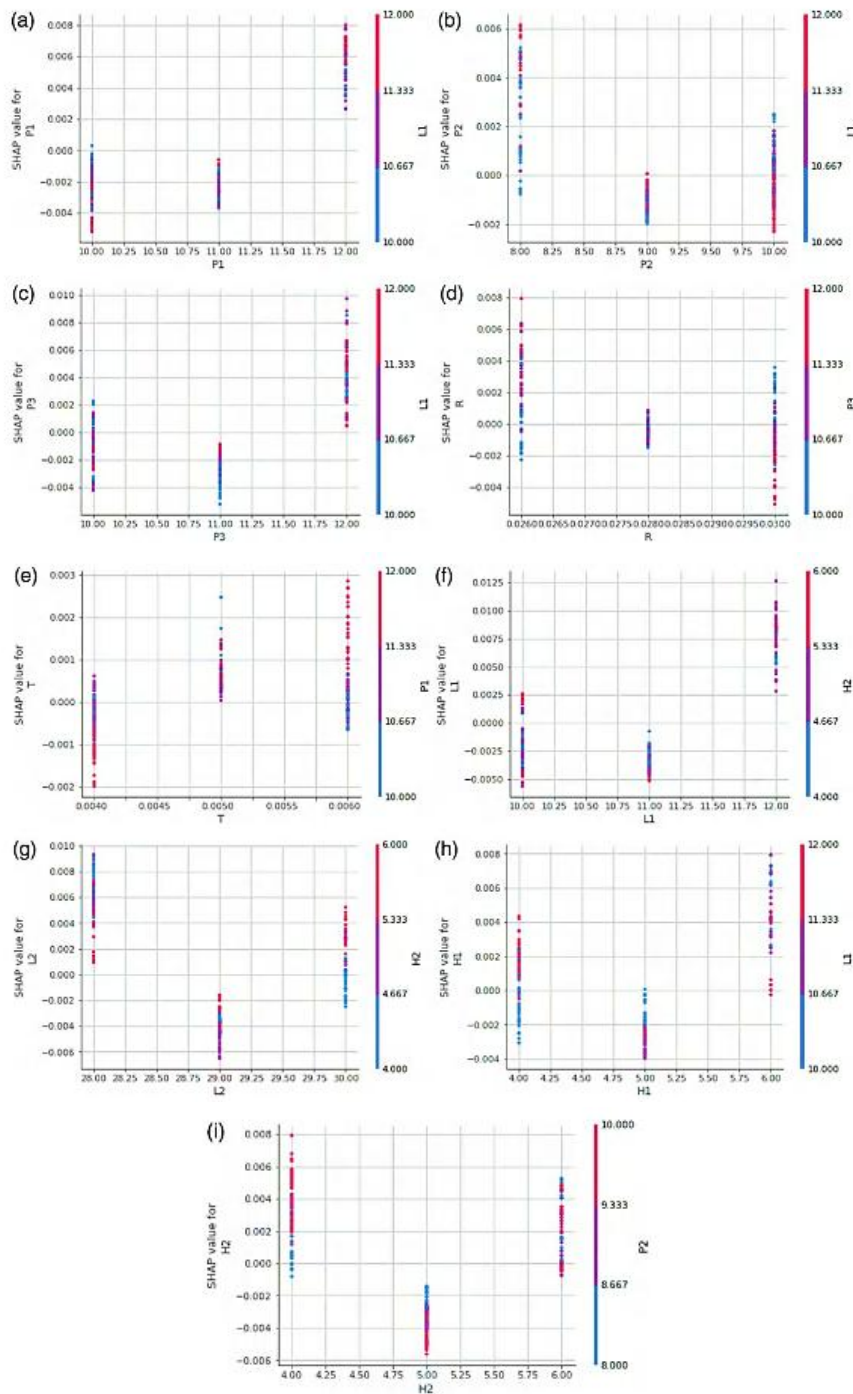 (a)
0.008
0.006
0.004
0.002
0.000
−0.002
−0.004
SHAP value for
P1
10.00 10.25 10.50 10.75 11.00 11.25 11.50 11.75 12.00
P1
12.000
11.333
10.667
10.000
L1
(b)
0.006
0.004
0.002
0.000
−0.002
SHAP value for
P2
8.00 8.25 8.50 8.75 9.00 9.25 9.50 9.75 10.00
P2
12.000
11.333
10.667
10.000
L1
(c)
0.010
0.008
0.006
0.004
0.002
0.000
−0.002
−0.004
SHAP value for
P3
10.00 10.25 10.50 10.75 11.00 11.25 11.50 11.75 12.00
P3
12.000
11.333
10.667
10.000
L1
(d)
0.008
0.006
0.004
0.002
0.000
−0.002
−0.004
SHAP value for
R
0.0260 0.0265 0.0270 0.0275 0.0280 0.0285 0.0290 0.0295 0.0300
R
12.000
11.333
10.667
10.000
P3
(e)
0.003
0.002
0.001
0.000
−0.001
−0.002
SHAP value for
T
0.0040 0.0045 0.0050 0.0055 0.0060
T
12.000
11.333
10.667
10.000
P1
(f)
0.0125
0.0100
0.0075
0.0050
0.0025
0.0000
−0.0025
−0.0050
SHAP value for
L1
10.00 10.25 10.50 10.75 11.00 11.25 11.50 11.75 12.00
L1
6.000
5.333
4.667
4.000
H2
(g)
0.010
0.008
0.006
0.004
0.002
0.000
−0.002
−0.004
−0.006
SHAP value for
L2
28.00 28.25 28.50 28.75 29.00 29.25 29.50 29.75 30.00
L2
6.000
5.333
4.667
4.000
H2
(h)
0.008
0.006
0.004
0.002
0.000
−0.002
−0.004
SHAP value for
H1
4.00 4.25 4.50 4.75 5.00 5.25 5.50 5.75 6.00
H1
12.000
11.333
10.667
10.000
L1
(i)
0.008
0.006
0.004
0.002
0.000
−0.002
−0.004
−0.006
SHAP value for
H2
4.00 4.25 4.50 4.75 5.00 5.25 5.50 5.75 6.00
H2
10.000
9.333
8.667
8.000
P2